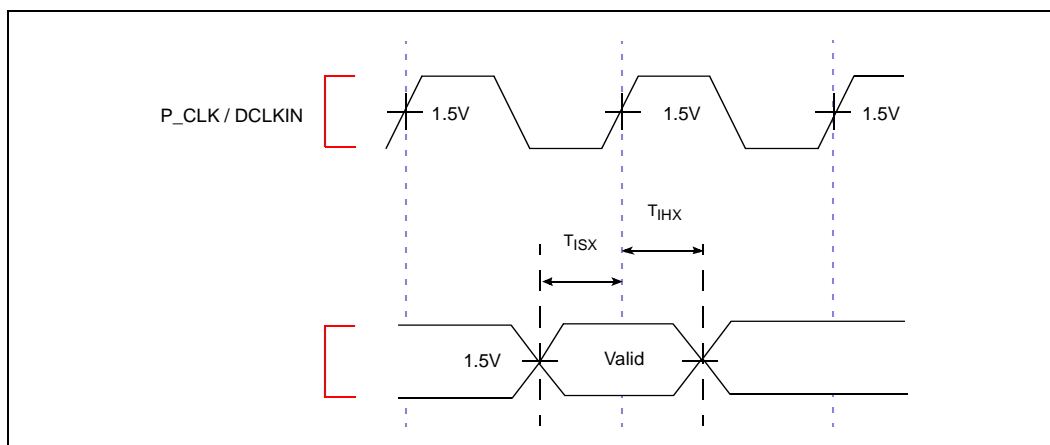 P_CLK / DCLKIN
1.5V
1.5V
1.5V
TIHX
TISX
1.5V
Valid